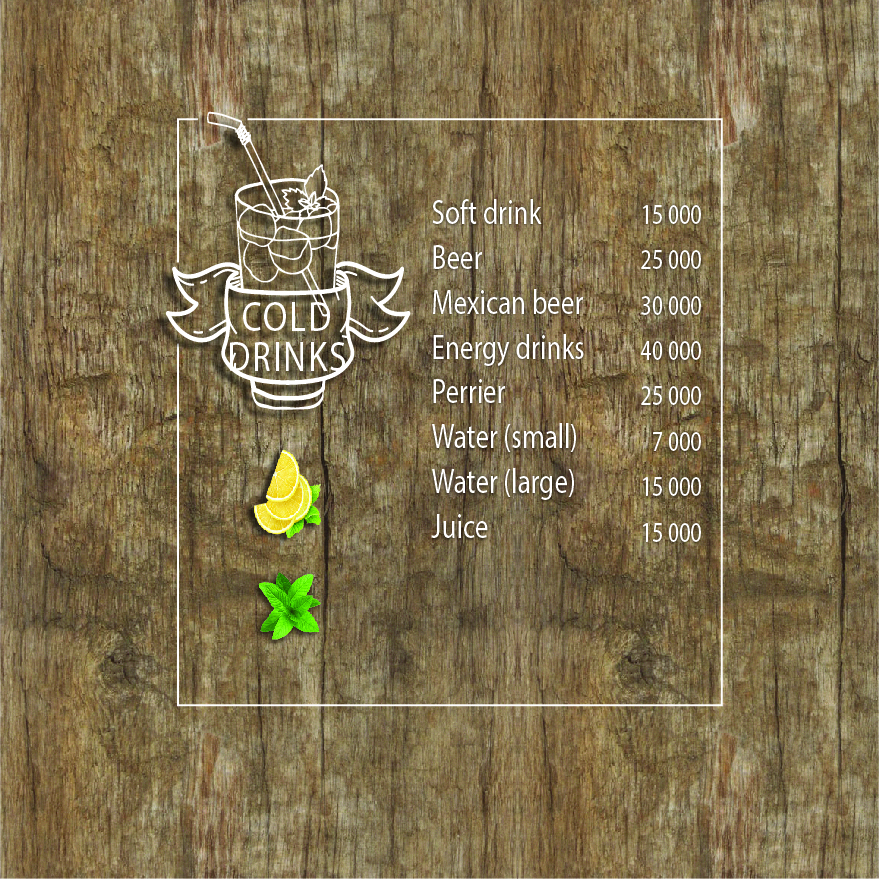 COLD
DRINKS
Soft drink 15 000
Beer 25 000
Mexican beer 30 000
Energy drinks 40 000
Perrier 25 000
Water (small) 7 000
Water (large) 15 000
Juice 15 000